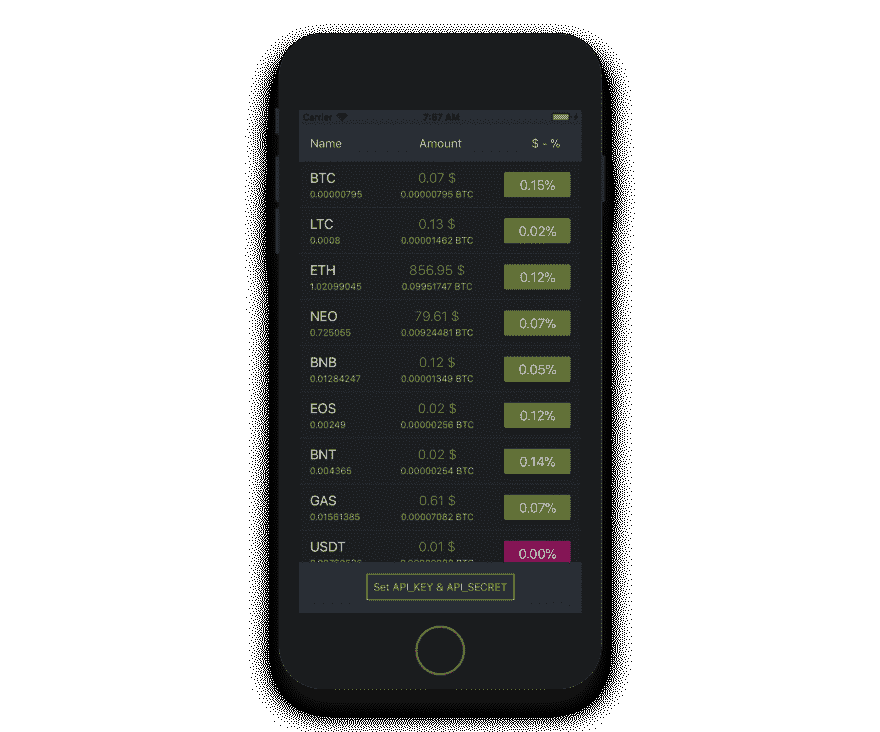 Carrier 7:57 AM
Name Amount $ - %
BTC 0.07 $ 0.15%
0.00000795 0.00000795 BTC
LTC 0.13 $ 0.02%
0.0008 0.00001462 BTC
ETH 856.95 $ 0.12%
1.02099045 0.09951747 BTC
NEO 79.61 $ 0.07%
0.725055 0.00924481 BTC
BNB 0.12 $ 0.05%
0.01284247 0.00001349 BTC
EOS 0.02 $ 0.12%
0.00249 0.00000256 BTC
BNT 0.02 $ 0.14%
0.004365 0.00000254 BTC
GAS 0.61 $ 0.07%
0.01561385 0.00007082 BTC
USDT 0.01 $ 0.00%
BTC
Set API_KEY & API_SECRET